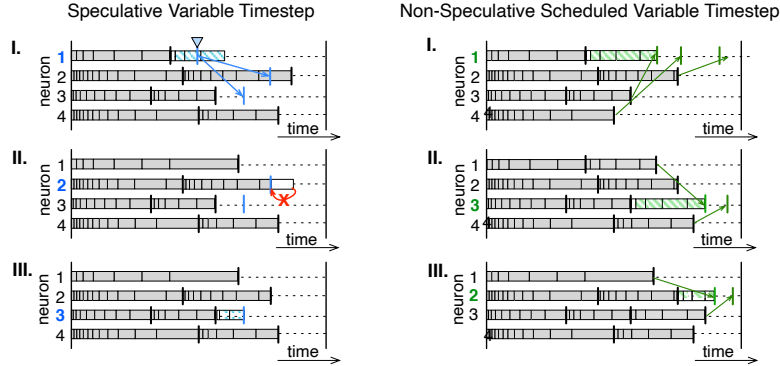 Speculative Variable Timestep
Non-Speculative Scheduled Variable Timestep
I.
neuron
1
2
3
4
time
II.
neuron
1
2
3
4
X
time
III.
neuron
1
2
3
4
time
I.
neuron
1
2
3
4
time
II.
neuron
1
2
3
4
time
III.
neuron
1
2
3
4
time